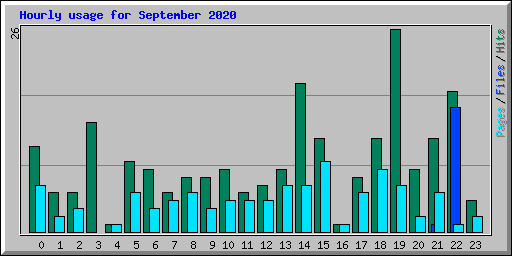 Hourly usage for September 2020
26
Pages/Files/Hits
0 1 2 3 4 5 6 7 8 9 10 11 12 13 14 15 16 17 18 19 20 21 22 23